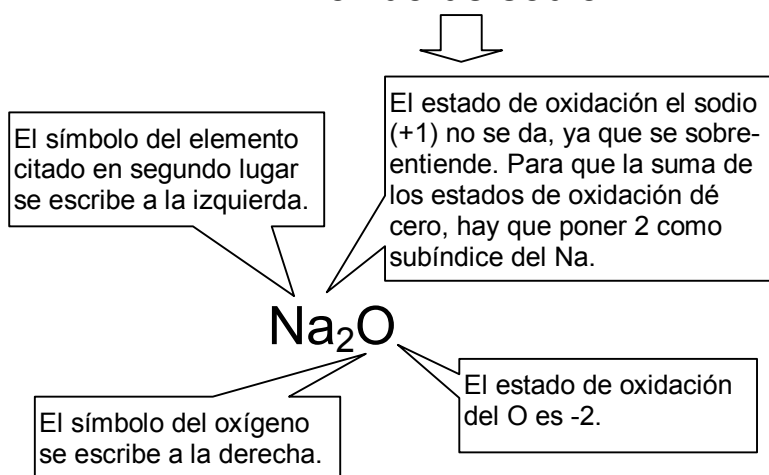 El símbolo del elemento
citado en segundo lugar
se escribe a la izquierda.
El estado de oxidación el sodio
(+1) no se da, ya que se sobre-
entiende. Para que la suma de
los estados de oxidación dé
cero, hay que poner 2 como
subíndice del Na.
Na₂O
El símbolo del oxígeno
se escribe a la derecha.
El estado de oxidación
del O es -2.